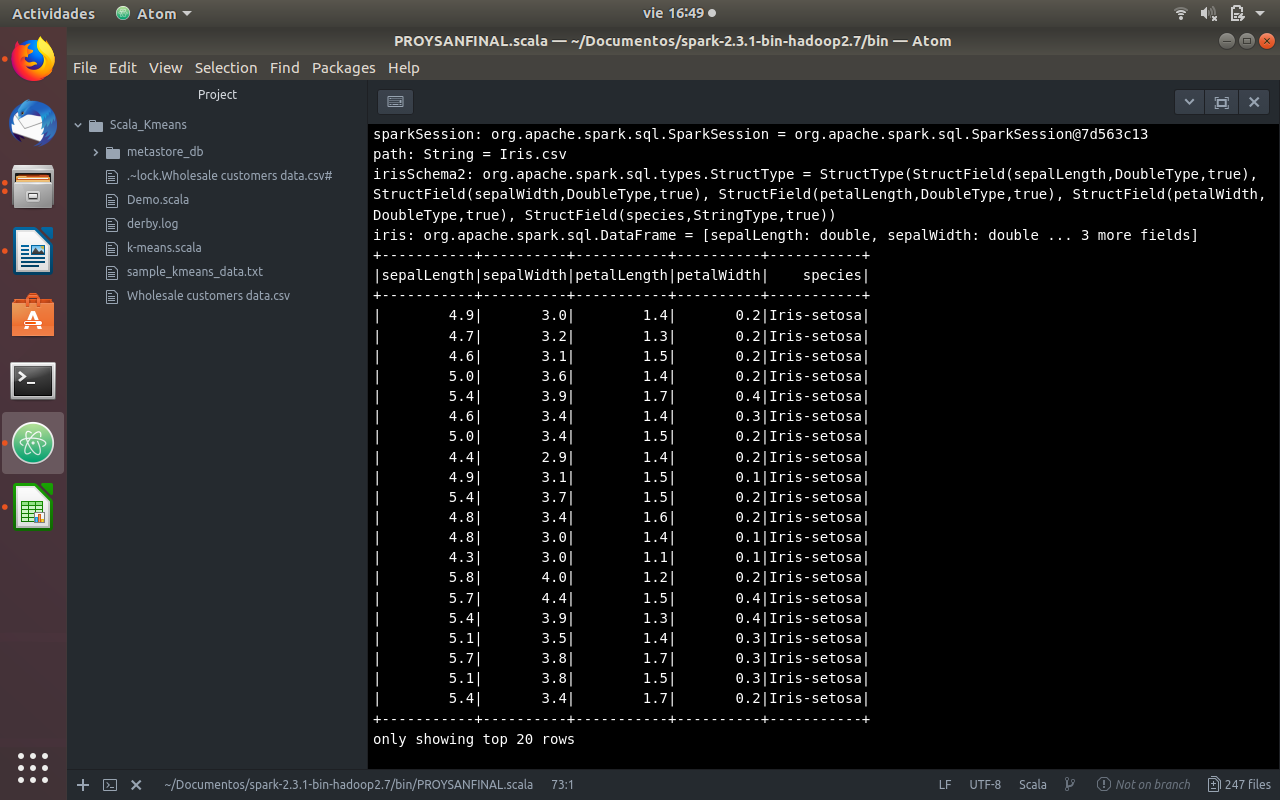 Actividades Atom vie 16:49
PROYSANFINAL.scala — ~/Documentos/spark-2.3.1-bin-hadoop2.7/bin — Atom
File Edit View Selection Find Packages Help
Project
Scala_Kmeans
metastore_db
.~lock.Wholesale customers data.csv#
Demo.scala
derby.log
k-means.scala
sample_kmeans_data.txt
Wholesale customers data.csv
sparkSession: org.apache.spark.sql.SparkSession = org.apache.spark.sql.SparkSession@7d563c13
path: String = Iris.csv
irisSchema2: org.apache.spark.sql.types.StructType = StructType(StructField(sepalLength,DoubleType,true),
StructField(sepalWidth,DoubleType,true), StructField(petalLength,DoubleType,true), StructField(petalWidth,
DoubleType,true), StructField(species,StringType,true))
iris: org.apache.spark.sql.DataFrame = [sepalLength: double, sepalWidth: double ... 3 more fields]
+-----------+----------+-----------+----------+-----------+
|sepalLength|sepalWidth|petalLength|petalWidth|    species|
+-----------+----------+-----------+----------+-----------+
|        4.9|       3.0|        1.4|       0.2|Iris-setosa|
|        4.7|       3.2|        1.3|       0.2|Iris-setosa|
|        4.6|       3.1|        1.5|       0.2|Iris-setosa|
|        5.0|       3.6|        1.4|       0.2|Iris-setosa|
|        5.4|       3.9|        1.7|       0.4|Iris-setosa|
|        4.6|       3.4|        1.4|       0.3|Iris-setosa|
|        5.0|       3.4|        1.5|       0.2|Iris-setosa|
|        4.4|       2.9|        1.4|       0.2|Iris-setosa|
|        4.9|       3.1|        1.5|       0.1|Iris-setosa|
|        5.4|       3.7|        1.5|       0.2|Iris-setosa|
|        4.8|       3.4|        1.6|       0.2|Iris-setosa|
|        4.8|       3.0|        1.4|       0.1|Iris-setosa|
|        4.3|       3.0|        1.1|       0.1|Iris-setosa|
|        5.8|       4.0|        1.2|       0.2|Iris-setosa|
|        5.7|       4.4|        1.5|       0.4|Iris-setosa|
|        5.4|       3.9|        1.3|       0.4|Iris-setosa|
|        5.1|       3.5|        1.4|       0.3|Iris-setosa|
|        5.7|       3.8|        1.7|       0.3|Iris-setosa|
|        5.1|       3.8|        1.5|       0.3|Iris-setosa|
|        5.4|       3.4|        1.7|       0.2|Iris-setosa|
+-----------+----------+-----------+----------+-----------+
only showing top 20 rows
~/Documentos/spark-2.3.1-bin-hadoop2.7/bin/PROYSANFINAL.scala 73:1 LF UTF-8 Scala Not on branch 247 files